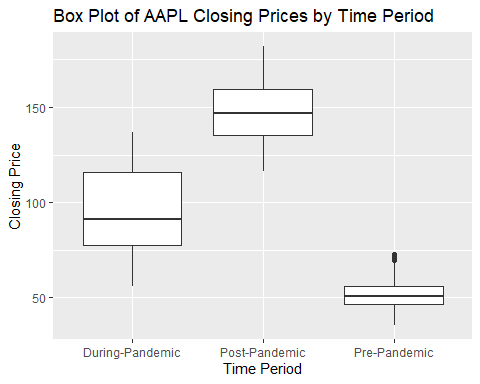 Box Plot of AAPL Closing Prices by Time Period
Closing Price
150
100
50
During-Pandemic Post-Pandemic Pre-Pandemic
Time Period